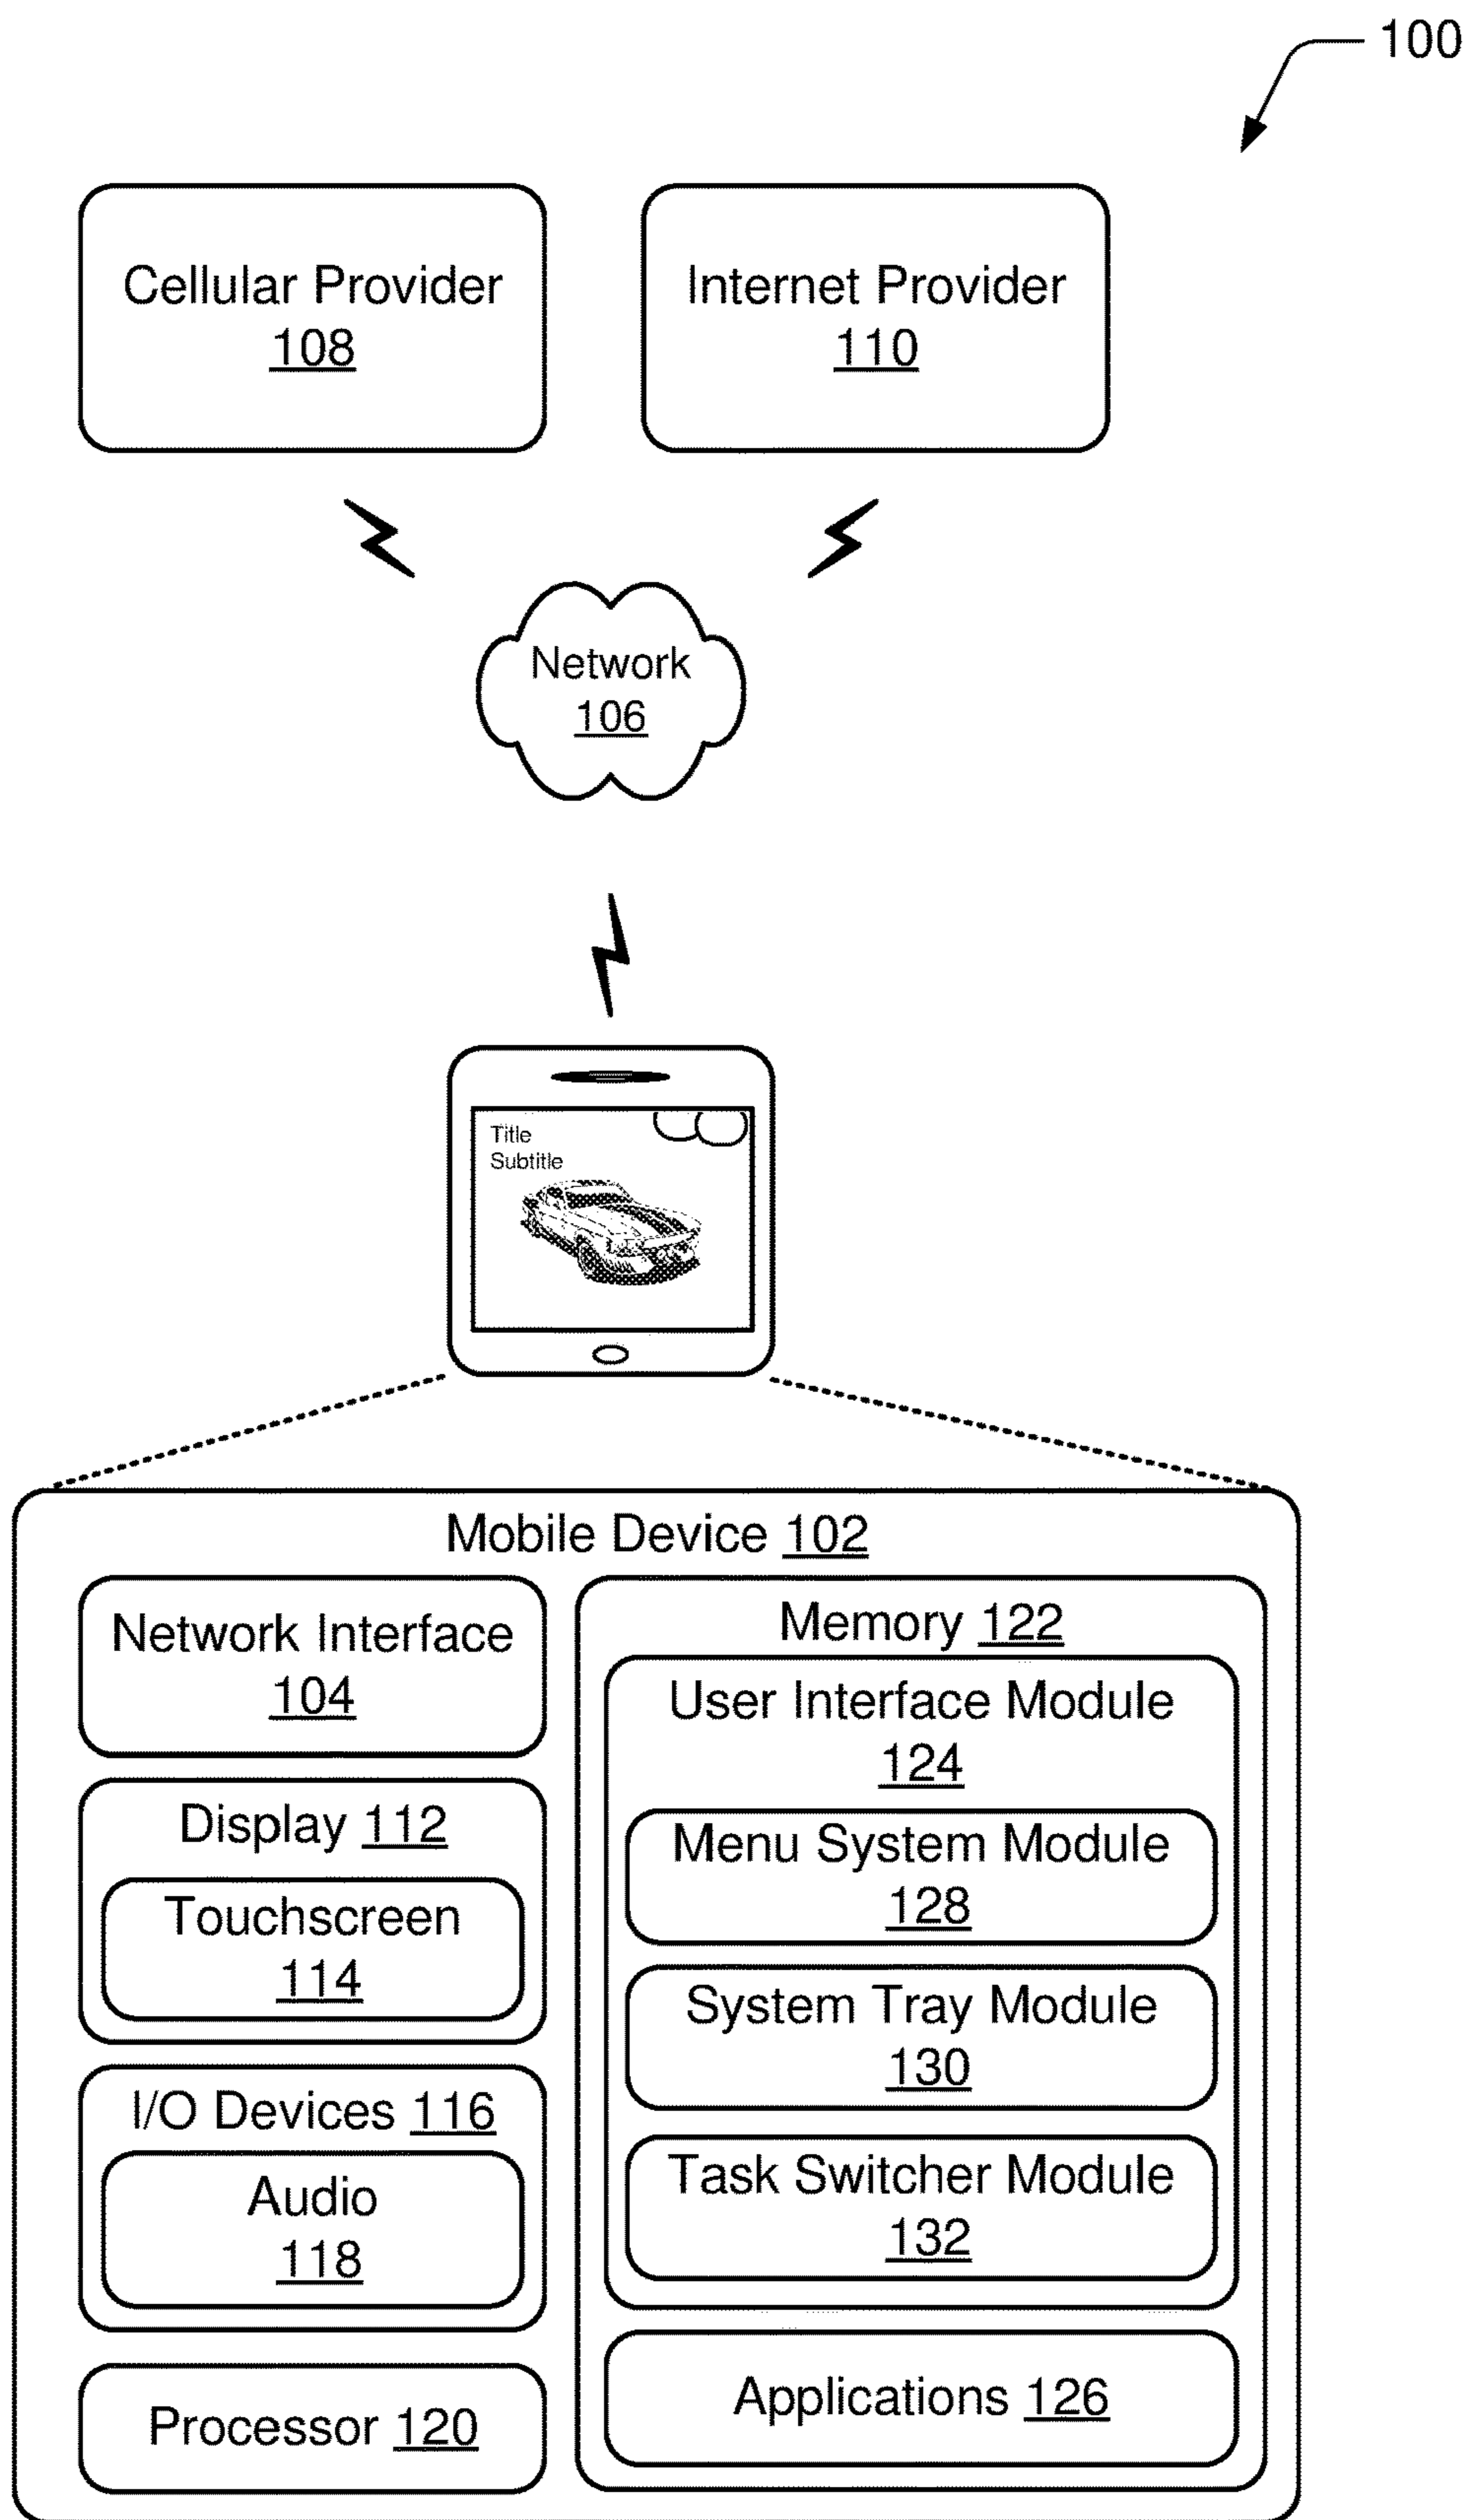 100
Cellular Provider
108
Internet Provider
110
Network
106
Title
Subtitle
Mobile Device 102
Network Interface
104
Display 112
Touchscreen
114
I/O Devices 116
Audio
118
Processor 120
Memory 122
User Interface Module
124
Menu System Module
128
System Tray Module
130
Task Switcher Module
132
Applications 126